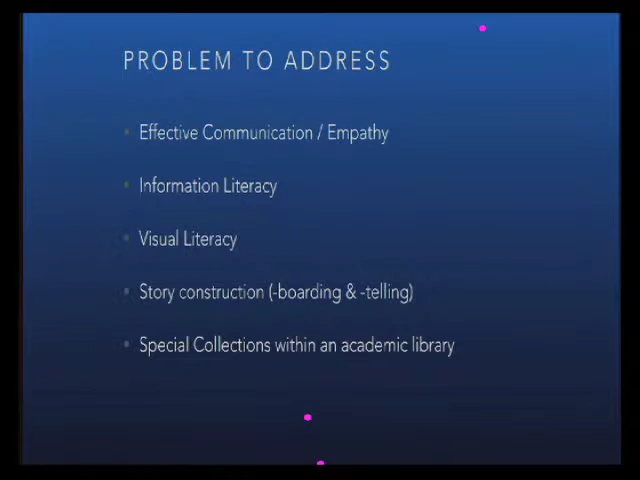 PROBLEM TO ADDRESS
Effective Communication / Empathy
Information Literacy
Visual Literacy
Story construction (-boarding & -telling)
Special Collections within an academic library